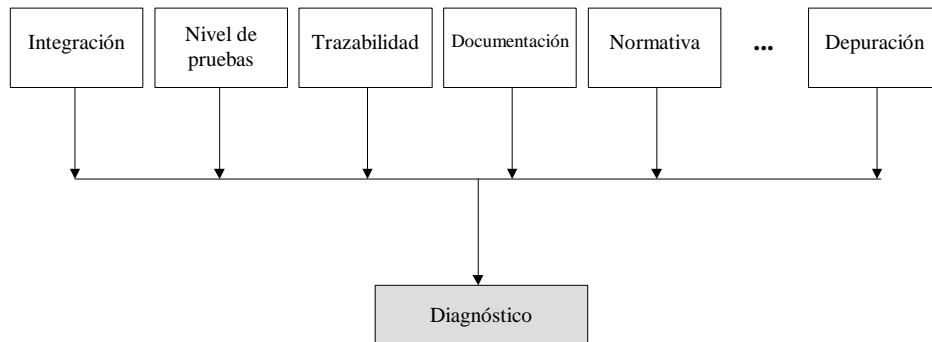 Integración
Nivel de
pruebas
Trazabilidad
Documentación
Normativa
...
Depuración
Diagnóstico